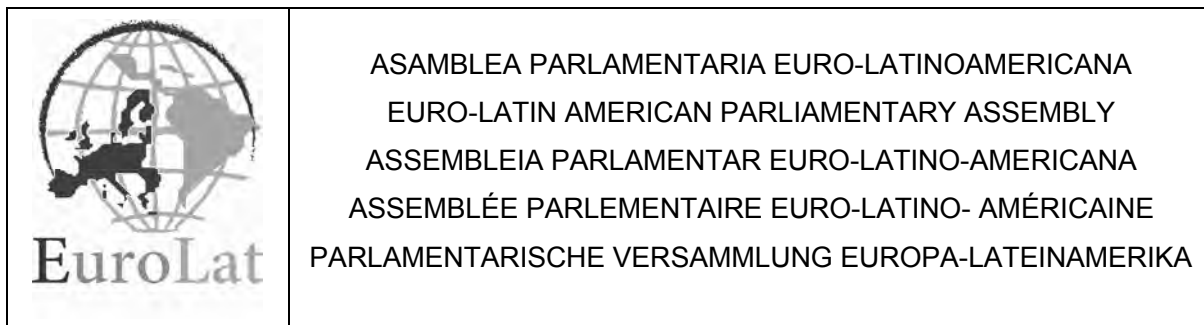 EuroLat
ASAMBLEA PARLAMENTARIA EURO-LATINOAMERICANA
EURO-LATIN AMERICAN PARLIAMENTARY ASSEMBLY
ASSEMBLEIA PARLAMENTAR EURO-LATINO-AMERICANA
ASSEMBLÉE PARLEMENTAIRE EURO-LATINO- AMÉRICAINE
PARLAMENTARISCHE VERSAMMLUNG EUROPA-LATEINAMERIKA